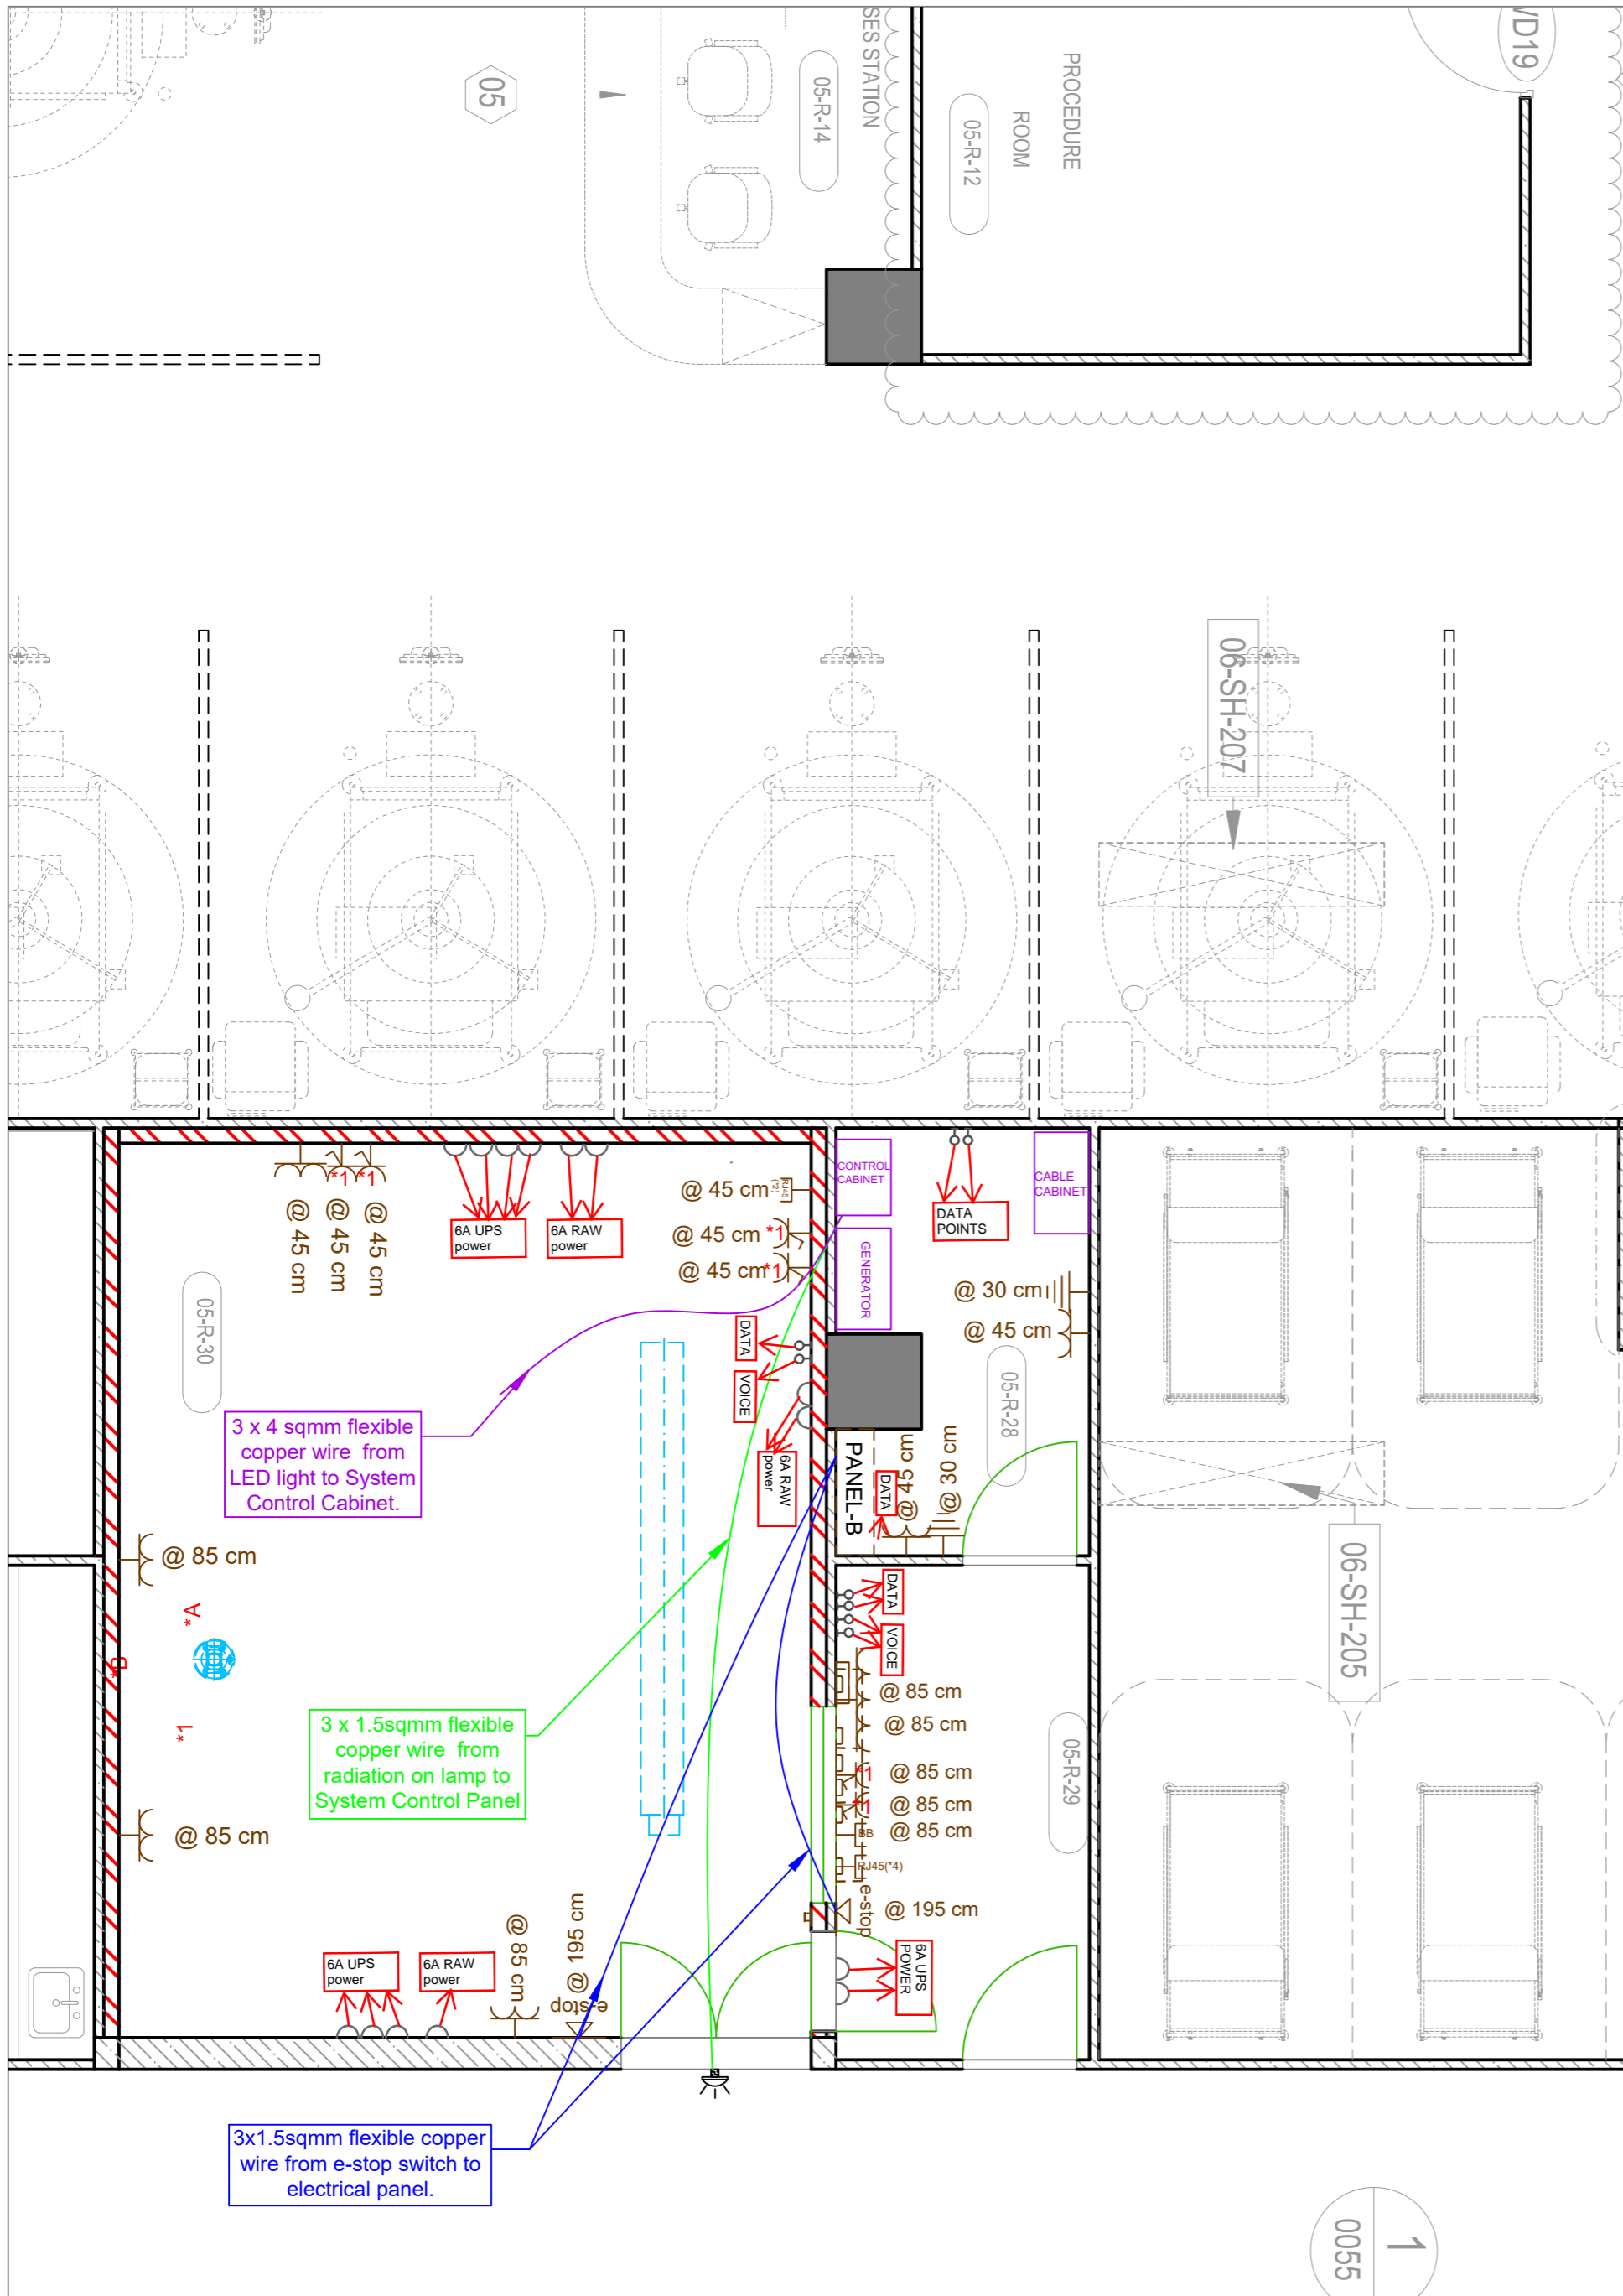 05
05-R-14
SES STATION
05-R-12
ROOM
PROCEDURE
WD19
06-SH-207
*1
*1
@ 45 cm
@ 45 cm
@ 45 cm
6A UPS
power
6A RAW
power
@ 45 cm
RJ45
(*2)
@ 45 cm *1
@ 45 cm *1
CONTROL
CABINET
GENERATOR
DATA
POINTS
CABLE
CABINET
@ 30 cm
@ 45 cm
05-R-30
DATA
VOICE
05-R-28
3 x 4 sqmm flexible
copper wire from
LED light to System
Control Cabinet.
6A RAW
power
PANEL-B
DATA
@ 45 cm
@ 30 cm
@ 85 cm
*A
*B
*1
DATA
VOICE
06-SH-205
@ 85 cm
@ 85 cm
*1 @ 85 cm
*1 @ 85 cm
BB @ 85 cm
RJ45(*4)
e-stop
@ 195 cm
05-R-29
3 x 1.5sqmm flexible
copper wire from
radiation on lamp to
System Control Panel
@ 85 cm
6A UPS
power
6A RAW
power
@ 85 cm
e-stop
@ 195 cm
6A UPS
POWER
3x1.5sqmm flexible copper
wire from e-stop switch to
electrical panel.
1
0055